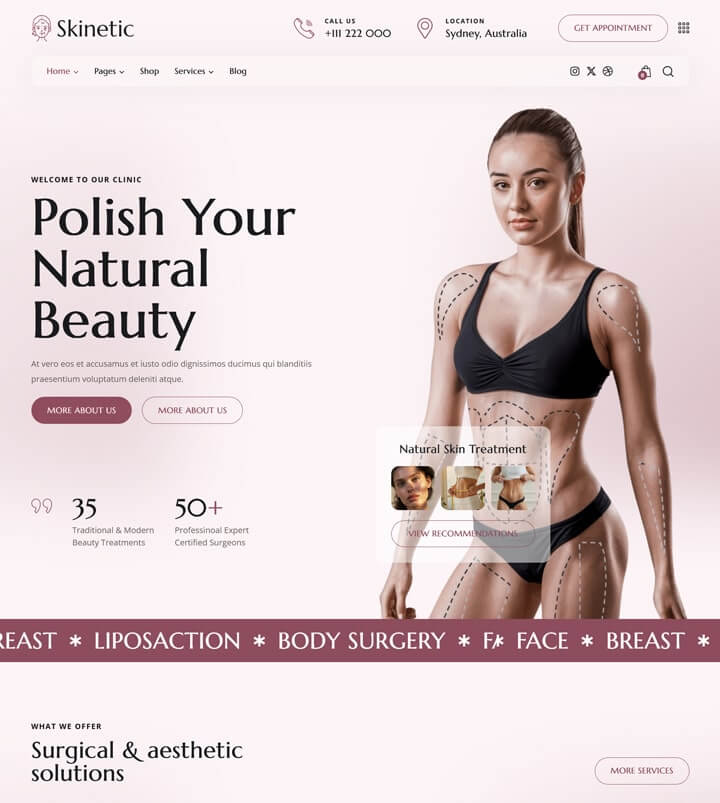 Skinetic
CALL US
+111 222 000
LOCATION
Sydney, Australia
GET APPOINTMENT
Home
Pages
Shop
Services
Blog
0
WELCOME TO OUR CLINIC
Polish Your
Natural
Beauty
At vero eos et accusamus et iusto odio dignissimos ducimus qui blanditiis
praesentium voluptatum deleniti atque.
MORE ABOUT US
MORE ABOUT US
Natural Skin Treatment
VIEW RECOMMENDATIONS
35
Traditional & Modern
Beauty Treatments
50+
Professinoal Expert
Certified Surgeons
REAST * LIPOSACTION * BODY SURGERY * FA * FACE * BREAST *
WHAT WE OFFER
Surgical & aesthetic
solutions
MORE SERVICES